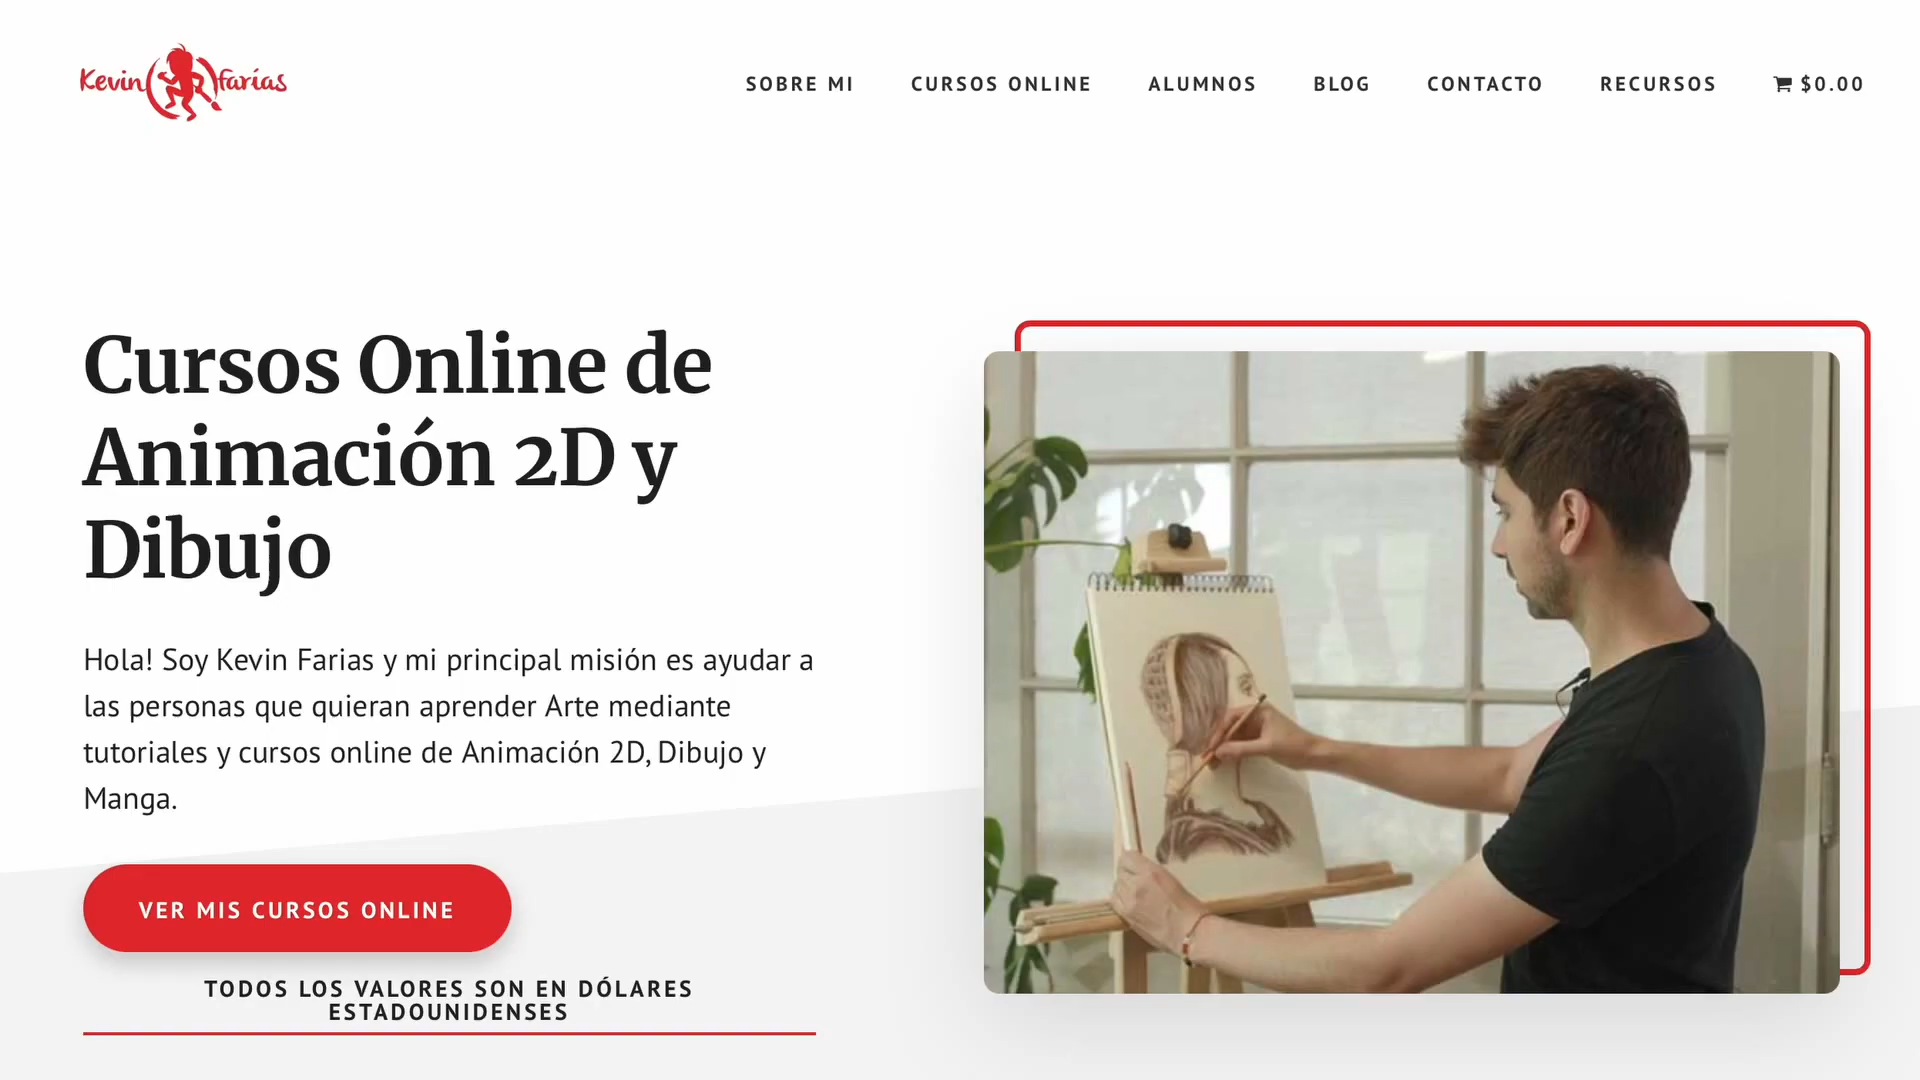 Kevin farías
SOBRE MI
CURSOS ONLINE
ALUMNOS
BLOG
CONTACTO
RECURSOS
$0.00
Cursos Online de
Animación 2D y
Dibujo
Hola! Soy Kevin Farias y mi principal misión es ayudar a
las personas que quieran aprender Arte mediante
tutoriales y cursos online de Animación 2D, Dibujo y
Manga.
VER MIS CURSOS ONLINE
TODOS LOS VALORES SON EN DÓLARES
ESTADOUNIDENSES